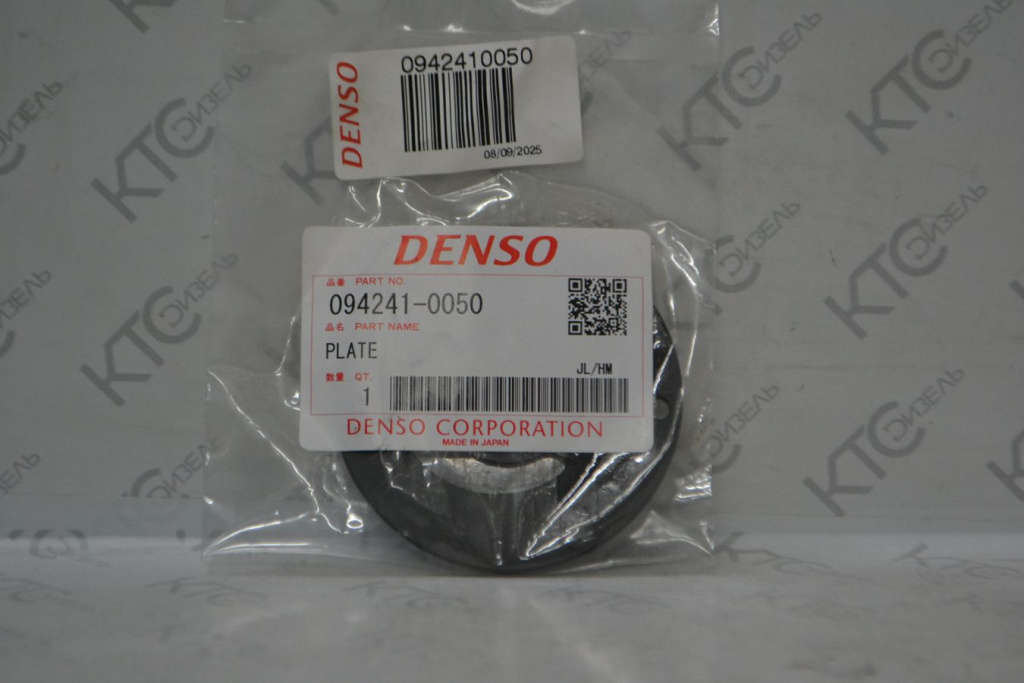 DENSO
0942410050
08/09/2025
DENSO
品番 PART NO.
094241-0050
品名 PART NAME
PLATE
JL/HM
数量 QT.
1
DENSO CORPORATION
MADE IN JAPAN
КТС ДИЗЕЛЬ